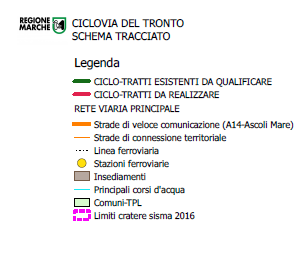 REGIONE
MARCHE
CICLOVIA DEL TRONTO
SCHEMA TRACCIATO
Legenda
CICLO-TRATTI ESISTENTI DA QUALIFICARE
CICLO-TRATTI DA REALIZZARE
RETE VIARIA PRINCIPALE
Strade di veloce comunicazione (A14-Ascoli Mare)
Strade di connessione territoriale
Linea ferroviaria
Stazioni ferroviarie
Insediamenti
Principali corsi d'acqua
Comuni-TPL
Limiti cratere sisma 2016